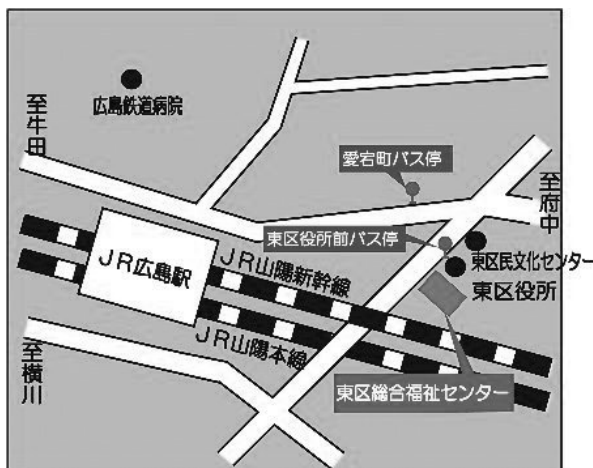 広島鉄道病院
至牛田
愛宕町バス停
至府中
東区役所前バス停
東区民文化センター
東区役所
JR広島駅
JR山陽新幹線
JR山陽本線
至横川
東区総合福祉センター